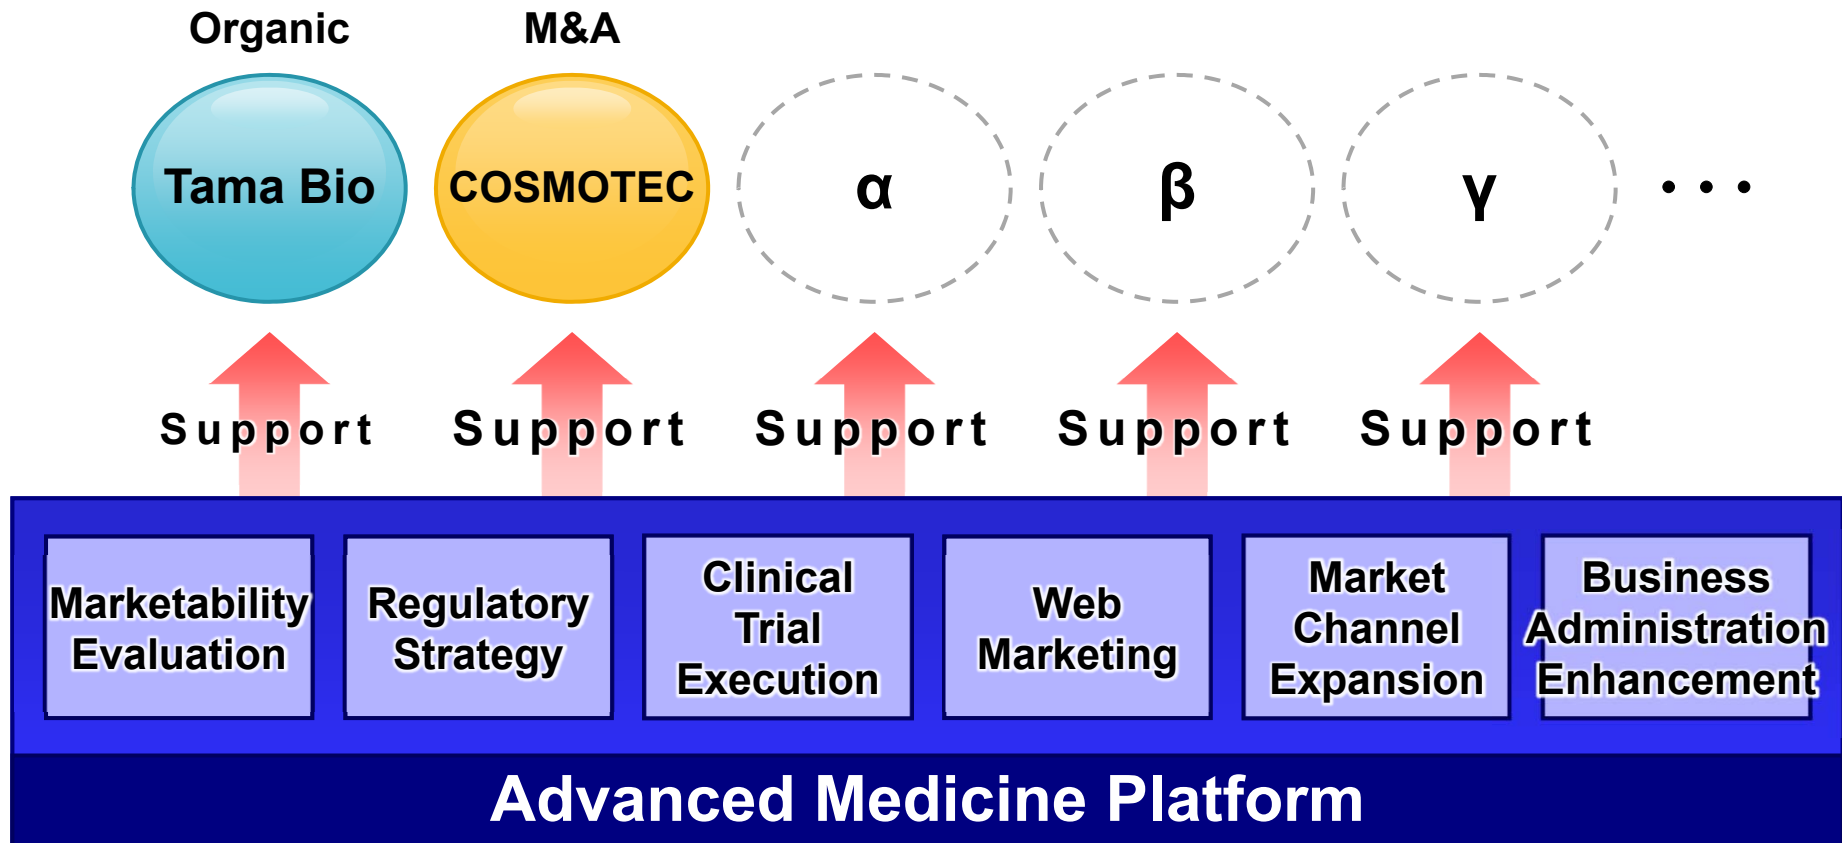 Organic
M&A
Tama Bio
COSMOTEC
α
β
γ
• • •
Support
Support
Support
Support
Support
Marketability
Evaluation
Regulatory
Strategy
Clinical
Trial
Execution
Web
Marketing
Market
Channel
Expansion
Business
Administration
Enhancement
Advanced Medicine Platform